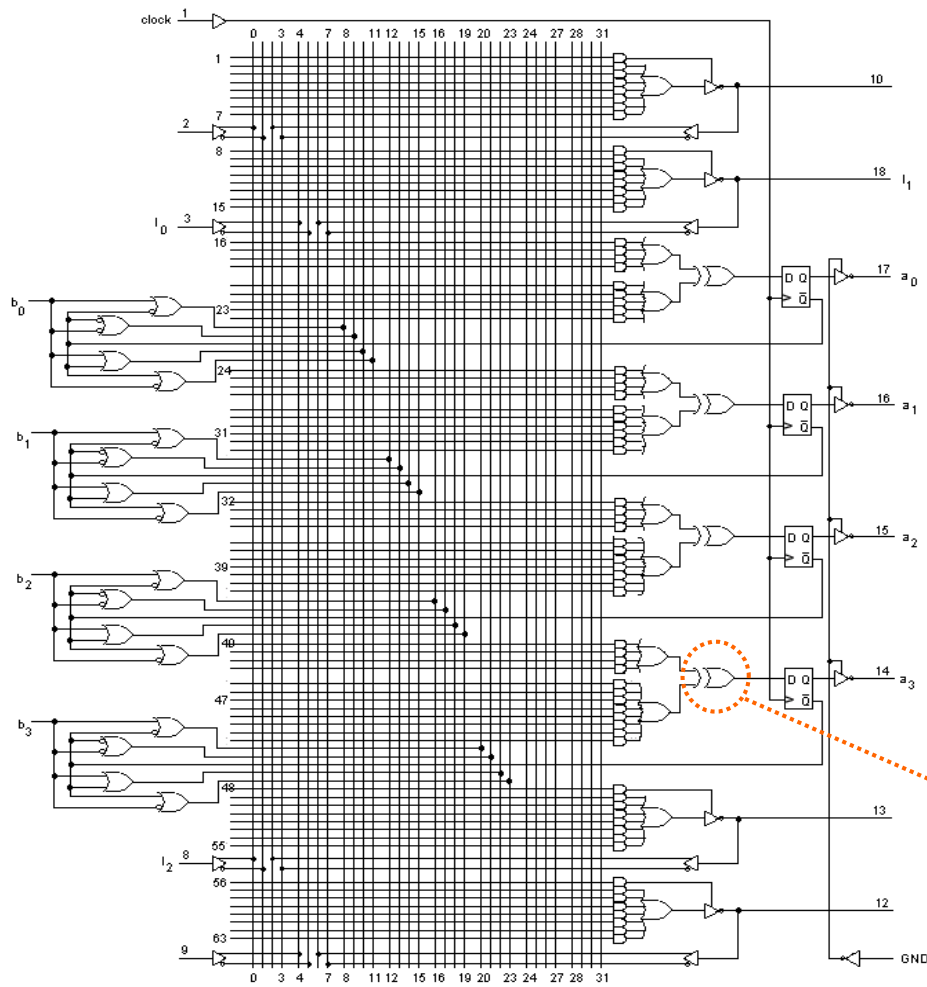 clock 1
0 3 4 7 8 11 12 15 16 19 20 23 24 27 28 31
1
10
7
2
8
18 I1
15
I0 3
16
17 a0
b0
23
24
16 a1
b1
31
32
15 a2
39
b2
40
14 a3
47
b3
48
13
55
I2 8
56
12
63
9
GND
0 3 4 7 8 11 12 15 16 19 20 23 24 27 28 31
D Q
Q̅
D Q
Q̅
D Q
Q̅
D Q
Q̅